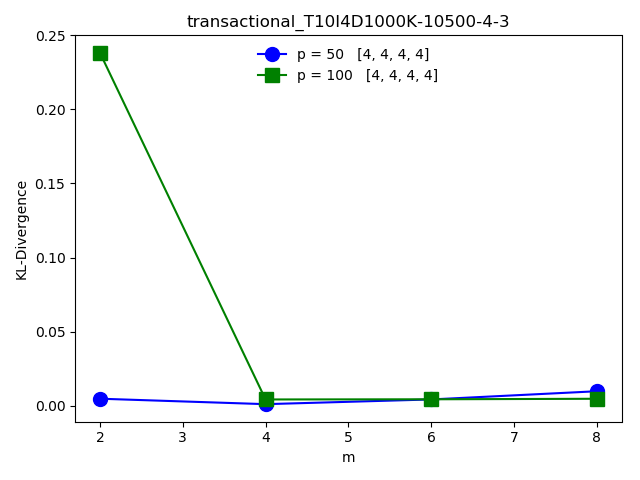 transactional_T10I4D1000K-10500-4-3
p = 50 [4, 4, 4, 4]
p = 100 [4, 4, 4, 4]
KL-Divergence
0.25
0.20
0.15
0.10
0.05
0.00
2 3 4 5 6 7 8
m